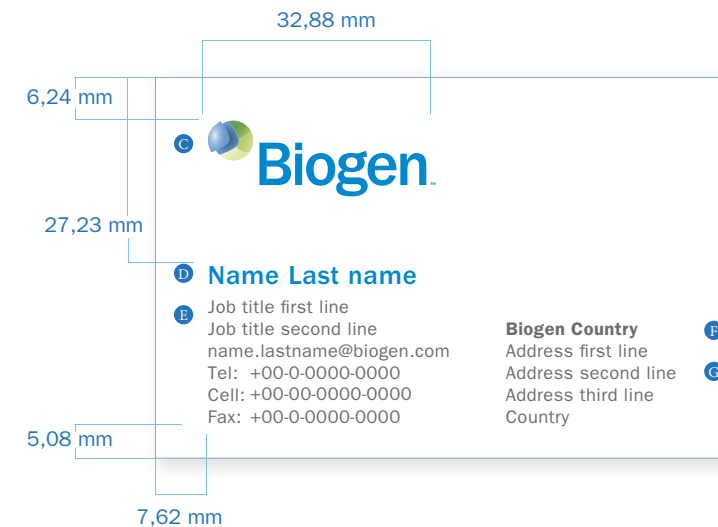 32,88 mm
6,24 mm
C
Biogen™
27,23 mm
D
Name Last name
E
Job title first line
Job title second line
name.lastname@biogen.com
Tel: +00-0-0000-0000
Cell: +00-00-0000-0000
Fax: +00-0-0000-0000
Biogen Country
Address first line
Address second line
Address third line
Country
F
G
5,08 mm
7,62 mm